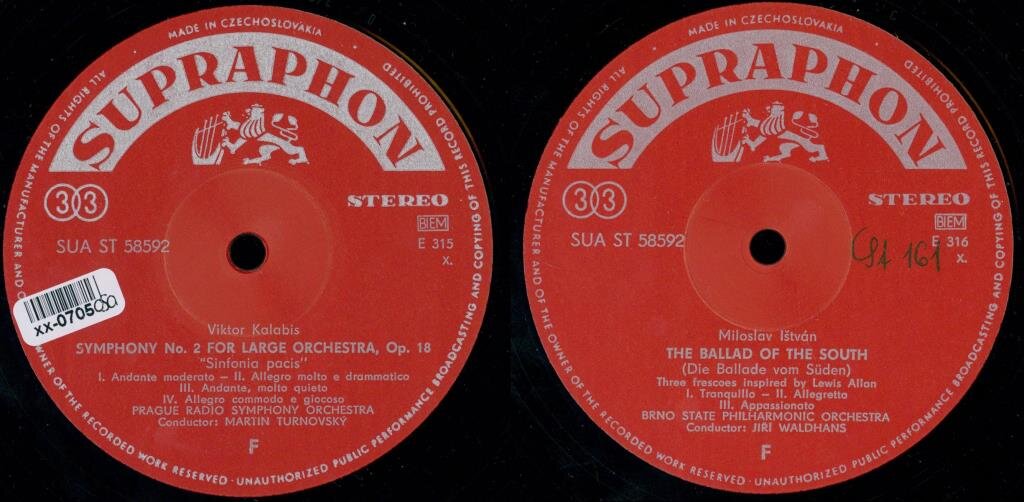 MADE IN CZECHOSLOVAKIA
ALL RIGHTS OF THE MANUFACTURER AND OF THE OWNER OF THE RECORDED WORK RESERVED · UNAUTHORIZED PUBLIC PERFORMANCE BROADCASTING AND COPYING OF THIS RECORD PROHIBITED
SUPRAPHON
33
STEREO
BIEM
SUA ST 58592
E 315
X.
xx-0705
Viktor Kalabis
SYMPHONY No. 2 FOR LARGE ORCHESTRA, Op. 18
"Sinfonia pacis"
I. Andante moderato – II. Allegro molto e drammatico
III. Andante, molto quieto
IV. Allegro commodo e giocoso
PRAGUE RADIO SYMPHONY ORCHESTRA
Conductor: MARTIN TURNOVSKÝ
F
MADE IN CZECHOSLOVAKIA
ALL RIGHTS OF THE MANUFACTURER AND OF THE OWNER OF THE RECORDED WORK RESERVED · UNAUTHORIZED PUBLIC PERFORMANCE BROADCASTING AND COPYING OF THIS RECORD PROHIBITED
SUPRAPHON
33
STEREO
BIEM
SUA ST 58592
E 316
X.
161
Miloslav Ištván
THE BALLAD OF THE SOUTH
(Die Ballade vom Süden)
Three frescoes inspired by Lewis Allan
I. Tranquillo – II. Allegretta
III. Appassionato
BRNO STATE PHILHARMONIC ORCHESTRA
Conductor: JIŘÍ WALDHANS
F